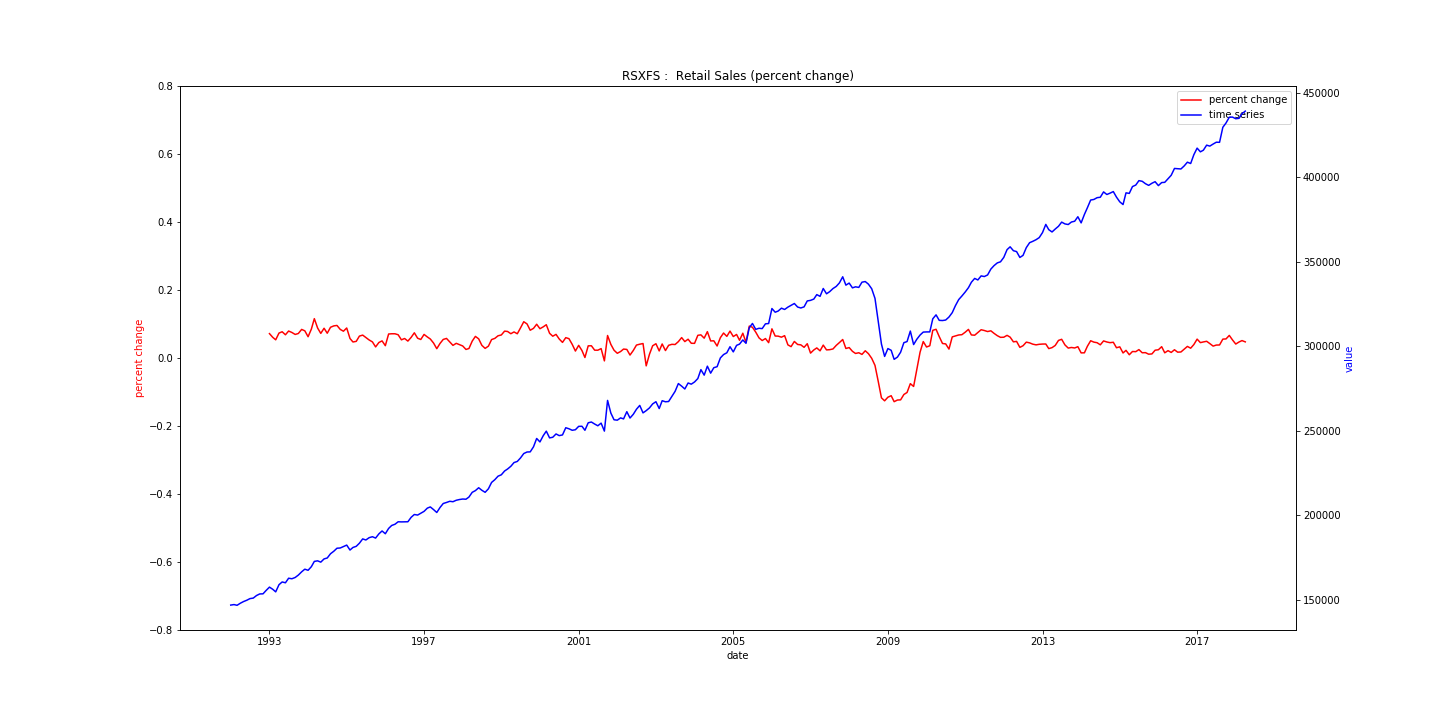 RSXFS :  Retail Sales (percent change)
percent change
time series
0.8
0.6
0.4
0.2
0.0
−0.2
−0.4
−0.6
−0.8
percent change
450000
400000
350000
300000
250000
200000
150000
value
1993 1997 2001 2005 2009 2013 2017
date